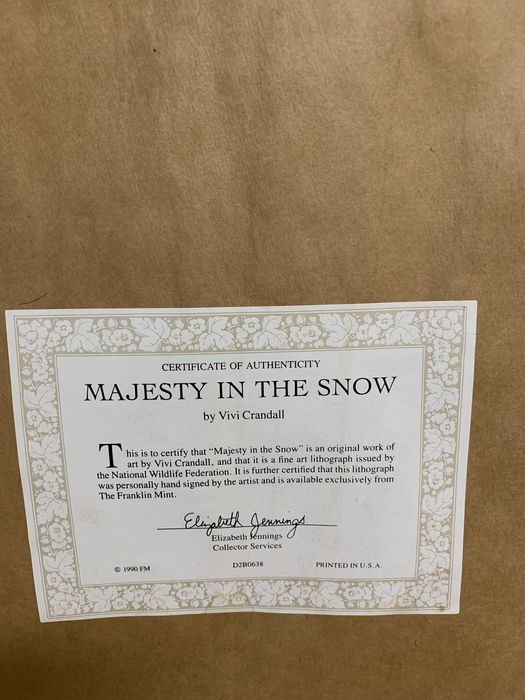 CERTIFICATE OF AUTHENTICITY
MAJESTY IN THE SNOW
by Vivi Crandall
This is to certify that “Majesty in the Snow” is an original work of
art by Vivi Crandall, and that it is a fine art lithograph issued by
the National Wildlife Federation. It is further certified that this lithograph
was personally hand signed by the artist and is available exclusively from
The Franklin Mint.
Elizabeth Jennings
Elizabeth Jennings
Collector Services
© 1990 FM D2B0638 PRINTED IN U.S.A.